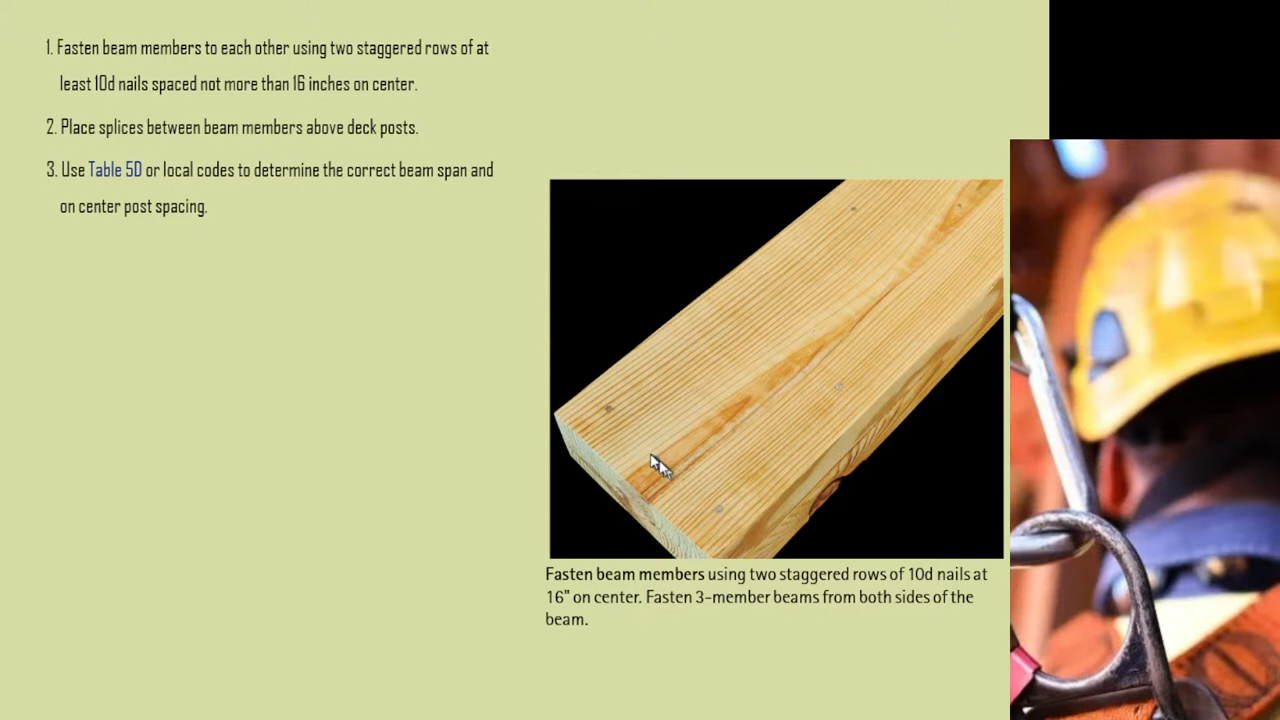 1. Fasten beam members to each other using two staggered rows of at
least 10d nails spaced not more than 16 inches on center.
2. Place splices between beam members above deck posts.
3. Use Table 5D or local codes to determine the correct beam span and
on center post spacing.
Fasten beam members using two staggered rows of 10d nails at
16" on center. Fasten 3-member beams from both sides of the
beam.